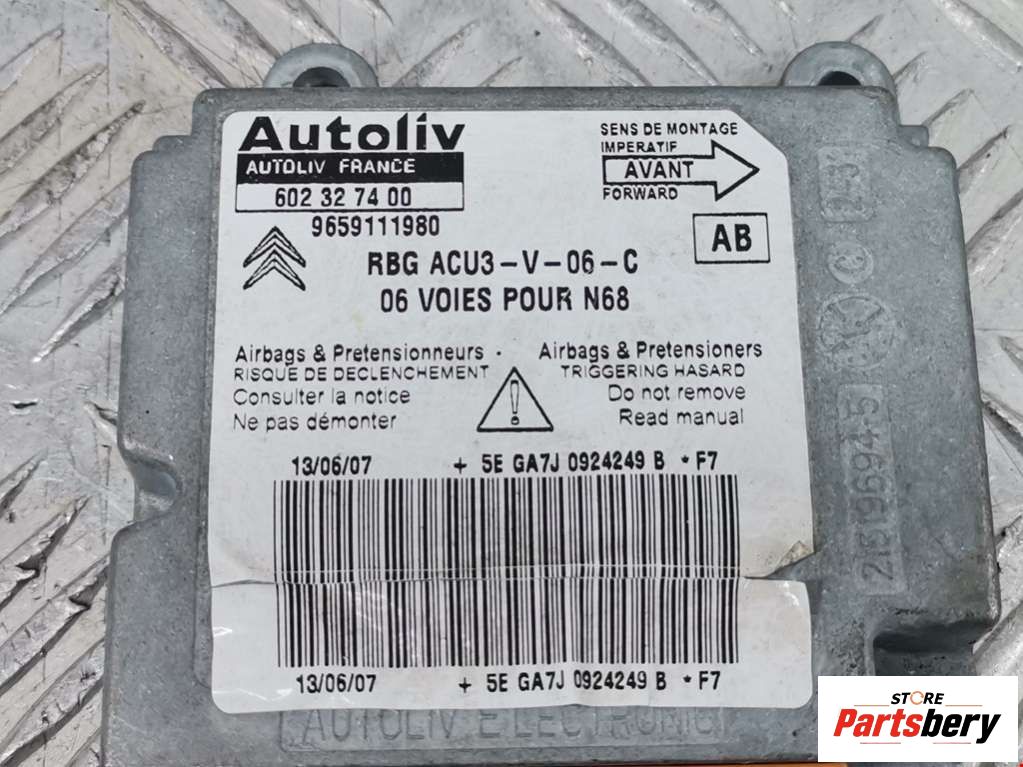 Autoliv
AUTOLIV FRANCE
602 32 74 00
9659111980
SENS DE MONTAGE
IMPERATIF
AVANT
FORWARD
AB
RBG ACU3-V-06-C
06 VOIES POUR N68
Airbags & Pretensionneurs .
RISQUE DE DECLENCHEMENT
Consulter la notice
Ne pas démonter
Airbags & Pretensioners
TRIGGERING HASARD
Do not remove
Read manual
!
13/06/07 + 5E GA7J 0924249 B *F7
13/06/07 + 5E GA7J 0924249 B *F7
AUTOLIV ELECTRONIC
2151969445
C
STORE
Partsbery